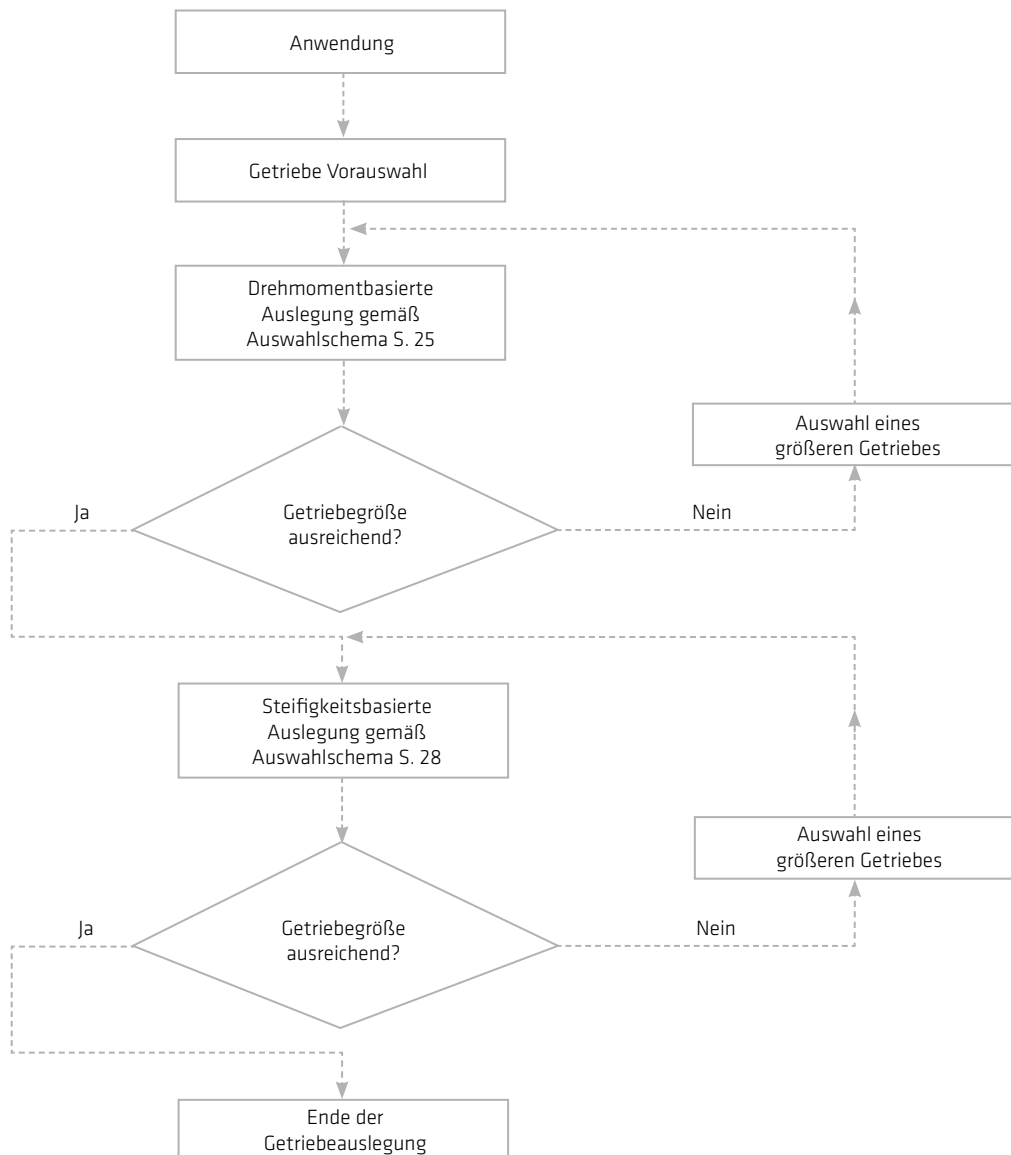 Anwendung
Getriebe Vorauswahl
Drehmomentbasierte
Auslegung gemäß
Auswahlschema S. 25
Auswahl eines
größeren Getriebes
Ja
Getriebegröße
ausreichend?
Nein
Steifigkeitsbasierte
Auslegung gemäß
Auswahlschema S. 28
Auswahl eines
größeren Getriebes
Ja
Getriebegröße
ausreichend?
Nein
Ende der
Getriebeauslegung